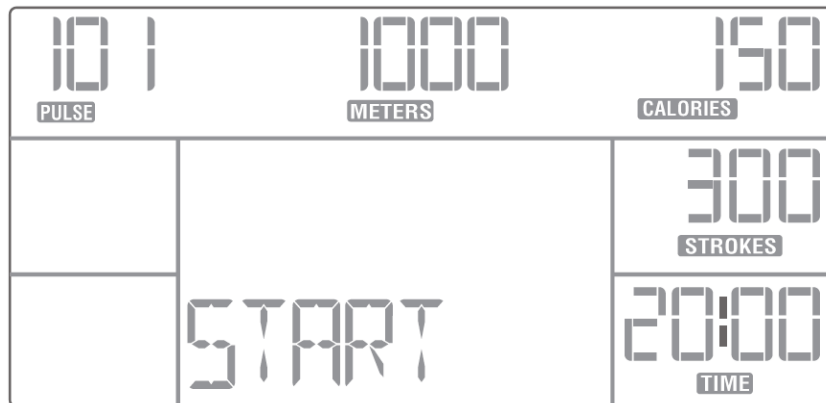 101 1000 150
PULSE METERS CALORIES
300
STROKES
START 20:00
TIME